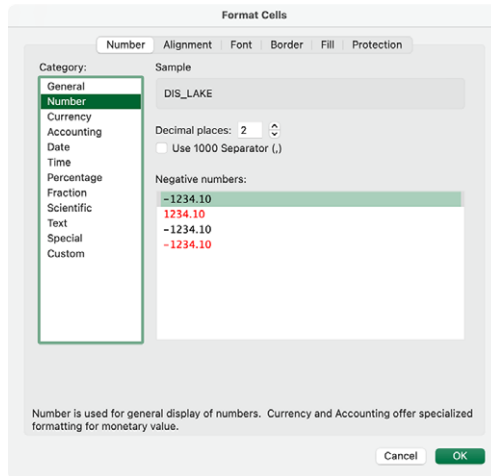 Format Cells
Number Alignment Font Border Fill Protection
Category:
General
Number
Currency
Accounting
Date
Time
Percentage
Fraction
Scientific
Text
Special
Custom
Sample
DIS_LAKE
Decimal places: 2
Use 1000 Separator (,)
Negative numbers:
-1234.10
1234.10
-1234.10
-1234.10
Number is used for general display of numbers. Currency and Accounting offer specialized
formatting for monetary value.
Cancel OK